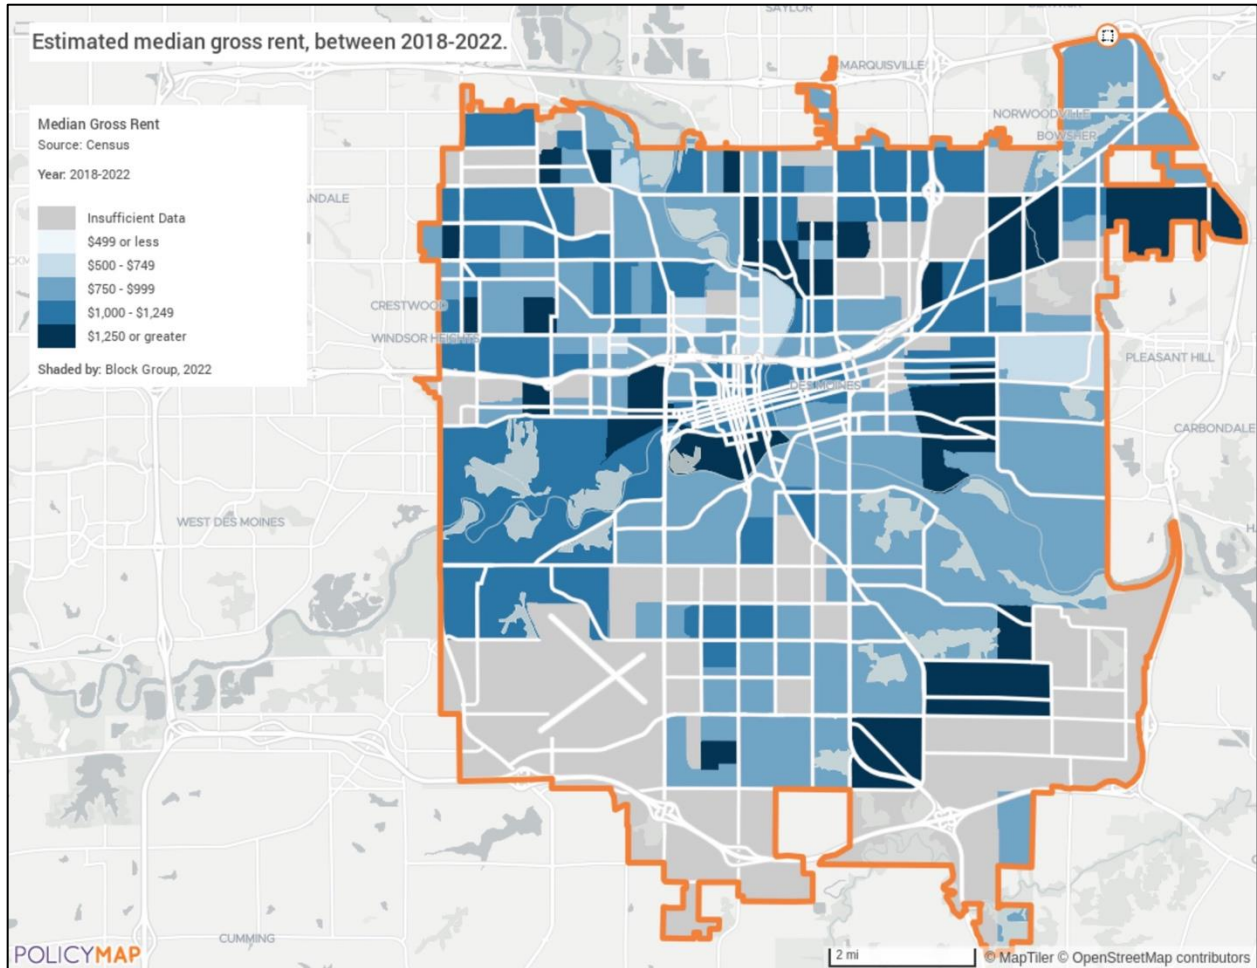 SAYLOR
Estimated median gross rent, between 2018-2022.
MARQUISVILLE
Median Gross Rent
Source: Census
Year: 2018-2022
Insufficient Data
$499 or less
$500 - $749
$750 - $999
$1,000 - $1,249
$1,250 or greater
Shaded by: Block Group, 2022
NORWOODVILLE
BOWSHER
NDALE
CRESTWOOD
WINDSOR HEIGHTS
PLEASANT HILL
DES MOINES
CARBONDALE
WEST DES MOINES
CUMMING
POLICYMAP
2 mi
© MapTiler © OpenStreetMap contributors